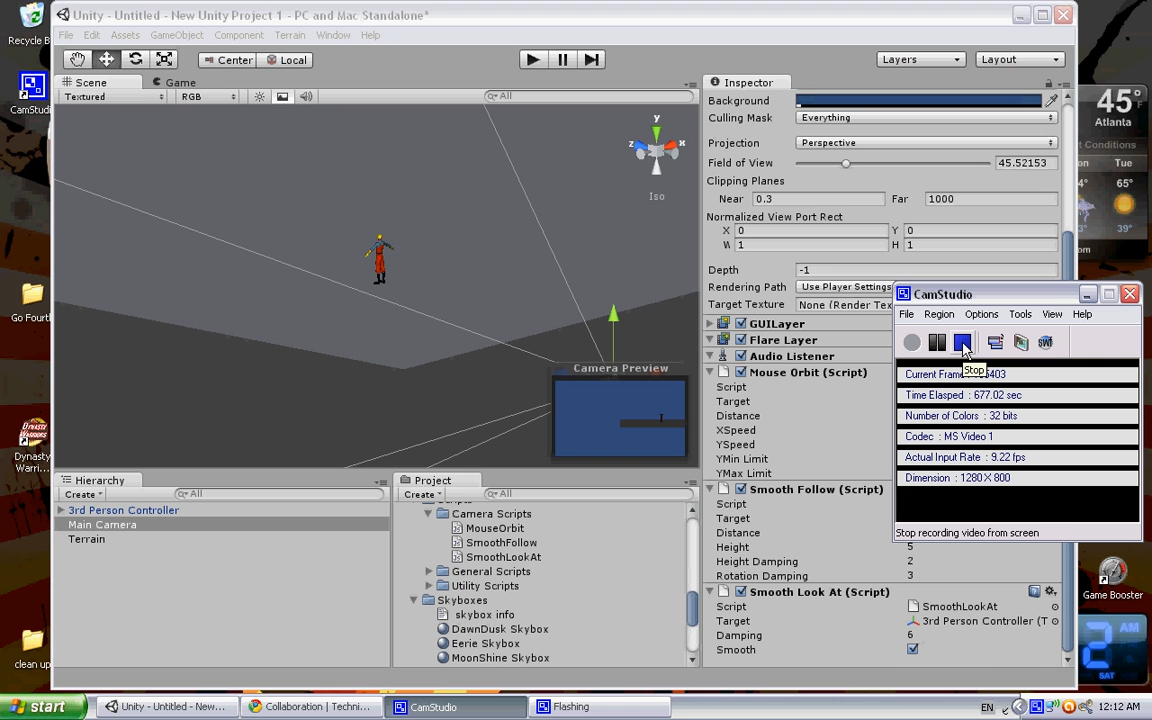 Recycle B
Unity - Untitled - New Unity Project 1 - PC and Mac Standalone*
File Edit Assets GameObject Component Terrain Window Help
Center Local Layers Layout
Scene Game Inspector
Textured RGB All
CamStudi
Background
Culling Mask Everything
Projection Perspective
Field of View 45.52153
Clipping Planes
Near 0.3 Far 1000
Normalized View Port Rect
X 0 Y 0
W 1 H 1
Depth -1
Rendering Path Use Player Settings
Target Texture None (Render Tex
GUILayer
Flare Layer
Audio Listener
Mouse Orbit (Script)
Script
Target
Distance
XSpeed
YSpeed
YMin Limit
YMax Limit
Smooth Follow (Script)
Script
Target
Distance
Height 5
Height Damping 2
Rotation Damping 3
Smooth Look At (Script)
Script SmoothLookAt
Target 3rd Person Controller (T
Damping 6
Smooth
y
z x
Iso
Camera Preview
Go Fourth
Dynasty
Warri...
clean up
Hierarchy
Create All
3rd Person Controller
Main Camera
Terrain
Project
Create All
Camera Scripts
MouseOrbit
SmoothFollow
SmoothLookAt
General Scripts
Utility Scripts
Skyboxes
skybox info
DawnDusk Skybox
Eerie Skybox
MoonShine Skybox
45°
Atlanta
t Conditions
on Tue
4° 65°
3° 39°
om
CamStudio
File Region Options Tools View Help
Stop
Time Elasped : 677.02 sec
Number of Colors : 32 bits
Codec : MS Video 1
Actual Input Rate : 9.22 fps
Dimension : 1280 X 800
Stop recording video from screen
Game Booster
2 AM
SAT
start Unity - Untitled - New... Collaboration | Techni... CamStudio Flashing EN 12:12 AM